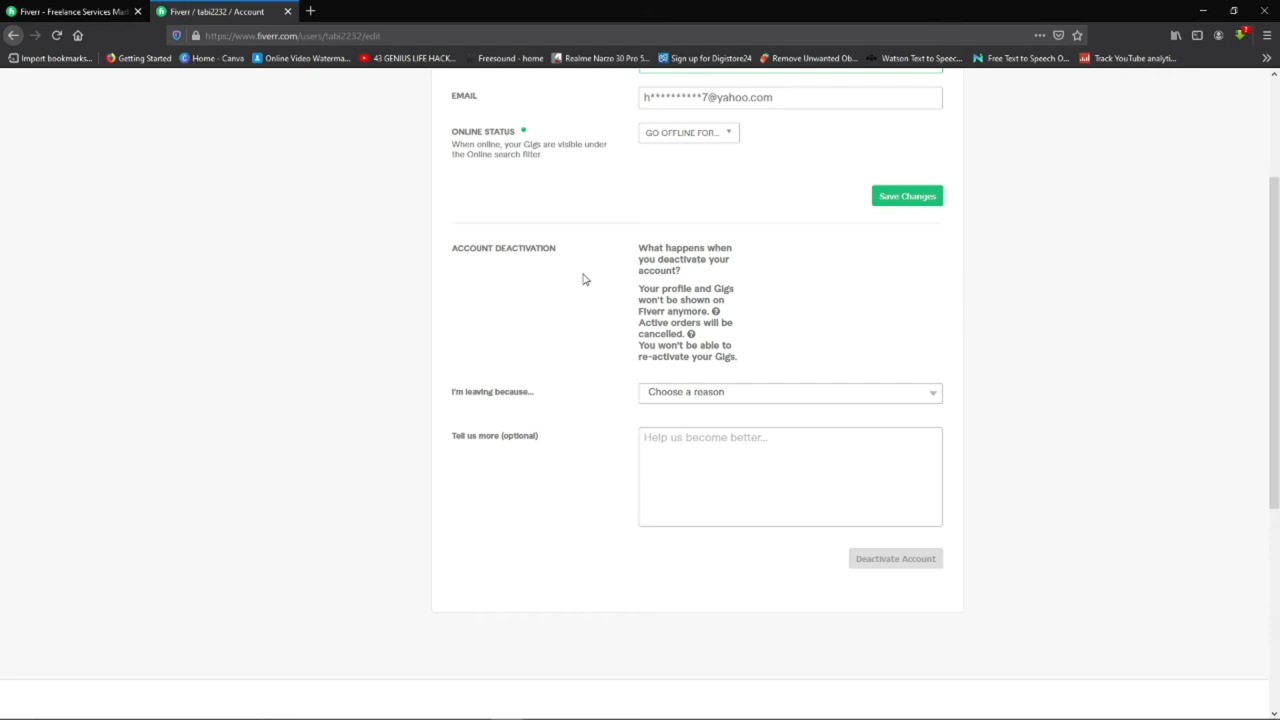 Fiverr - Freelance Services Mar
Fiverr / tabi2232 / Account
https://www.fiverr.com/users/tabi2232/edit
Import bookmarks...
Getting Started
Home - Canva
Online Video Waterma...
43 GENIUS LIFE HACK...
Freesound - home
Realme Narzo 30 Pro 5...
Sign up for Digistore24
Remove Unwanted Ob...
Watson Text to Speec...
Free Text to Speech O...
Track YouTube analyti...
EMAIL
h**********7@yahoo.com
ONLINE STATUS
GO OFFLINE FOR...
When online, your Gigs are visible under
the Online search filter.
Save Changes
ACCOUNT DEACTIVATION
What happens when
you deactivate your
account?
Your profile and Gigs
won't be shown on
Fiverr anymore.
Active orders will be
cancelled.
You won't be able to
re-activate your Gigs.
I'm leaving because...
Choose a reason
Tell us more (optional)
Help us become better...
Deactivate Account